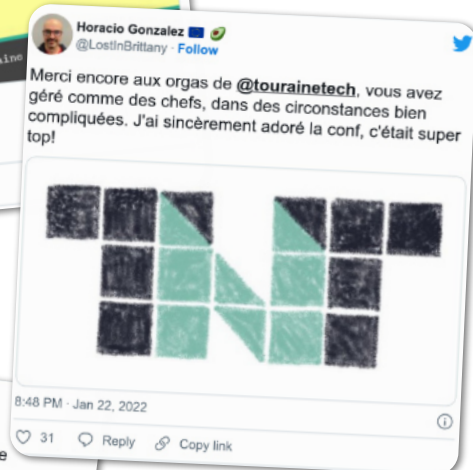 Horacio Gonzalez 🇪🇺 🥑
@LostInBrittany · Follow
Merci encore aux orgas de @tourainetech, vous avez
géré comme des chefs, dans des circonstances bien
compliquées. J'ai sincèrement adoré la conf, c'était super
top!
TNT
8:48 PM · Jan 22, 2022
31 Reply Copy link